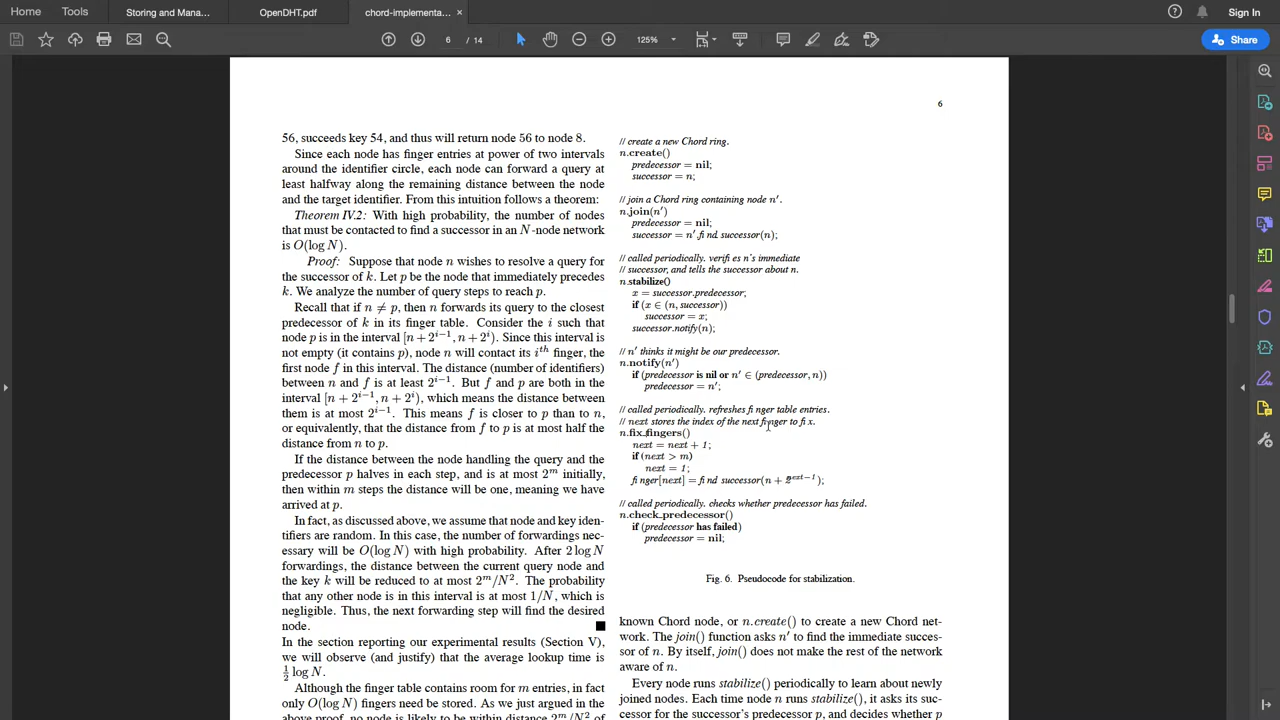 Home
Tools
Storing and Mana...
OpenDHT.pdf
chord-implementa...
×
Sign In
6 / 14
125%
Share
6
56, succeeds key 54, and thus will return node 56 to node 8.
Since each node has finger entries at power of two intervals
around the identifier circle, each node can forward a query at
least halfway along the remaining distance between the node
and the target identifier. From this intuition follows a theorem:
Theorem IV.2: With high probability, the number of nodes
that must be contacted to find a successor in an N-node network
is O(log N).
Proof: Suppose that node n wishes to resolve a query for
the successor of k. Let p be the node that immediately precedes
k. We analyze the number of query steps to reach p.
Recall that if n ≠ p, then n forwards its query to the closest
predecessor of k in its finger table. Consider the i such that
node p is in the interval [n + 2^{i−1}, n + 2^i). Since this interval is
not empty (it contains p), node n will contact its i^{th} finger, the
first node f in this interval. The distance (number of identifiers)
between n and f is at least 2^{i−1}. But f and p are both in the
interval [n + 2^{i−1}, n + 2^i), which means the distance between
them is at most 2^{i−1}. This means f is closer to p than to n,
or equivalently, that the distance from f to p is at most half the
distance from n to p.
If the distance between the node handling the query and the
predecessor p halves in each step, and is at most 2^m initially,
then within m steps the distance will be one, meaning we have
arrived at p.
In fact, as discussed above, we assume that node and key iden-
tifiers are random. In this case, the number of forwardings nec-
essary will be O(log N) with high probability. After 2 log N
forwardings, the distance between the current query node and
the key k will be reduced to at most 2^m/N^2. The probability
that any other node is in this interval is at most 1/N, which is
negligible. Thus, the next forwarding step will find the desired
node. ■
In the section reporting our experimental results (Section V),
we will observe (and justify) that the average lookup time is
½ log N.
Although the finger table contains room for m entries, in fact
only O(log N) fingers need be stored. As we just argued in the
above proof, no node is likely to be within distance 2^m/N^2 of
// create a new Chord ring.
n.create()
predecessor = nil;
successor = n;
// join a Chord ring containing node n′.
n.join(n′)
predecessor = nil;
successor = n′.fi nd successor(n);
// called periodically. verifi es n's immediate
// successor, and tells the successor about n.
n.stabilize()
x = successor.predecessor;
if (x ∈ (n, successor))
successor = x;
successor.notify(n);
// n′ thinks it might be our predecessor.
n.notify(n′)
if (predecessor is nil or n′ ∈ (predecessor, n))
predecessor = n′;
// called periodically. refreshes fi nger table entries.
// next stores the index of the next finger to fi x.
n.fix_fingers()
next = next + 1;
if (next > m)
next = 1;
fi nger[next] = fi nd successor(n + 2^{next−1});
// called periodically. checks whether predecessor has failed.
n.check_predecessor()
if (predecessor has failed)
predecessor = nil;
Fig. 6. Pseudocode for stabilization.
known Chord node, or n.create() to create a new Chord net-
work. The join() function asks n′ to find the immediate succes-
sor of n. By itself, join() does not make the rest of the network
aware of n.
Every node runs stabilize() periodically to learn about newly
joined nodes. Each time node n runs stabilize(), it asks its suc-
cessor for the successor's predecessor p, and decides whether p